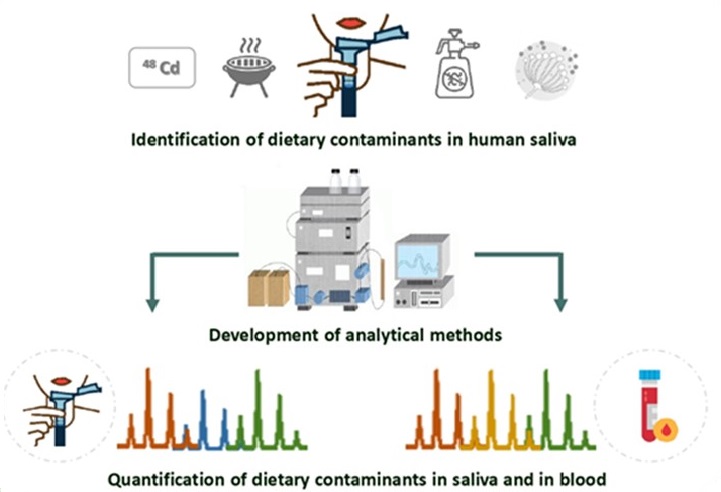 48 Cd
Identification of dietary contaminants in human saliva
Development of analytical methods
Quantification of dietary contaminants in saliva and in blood